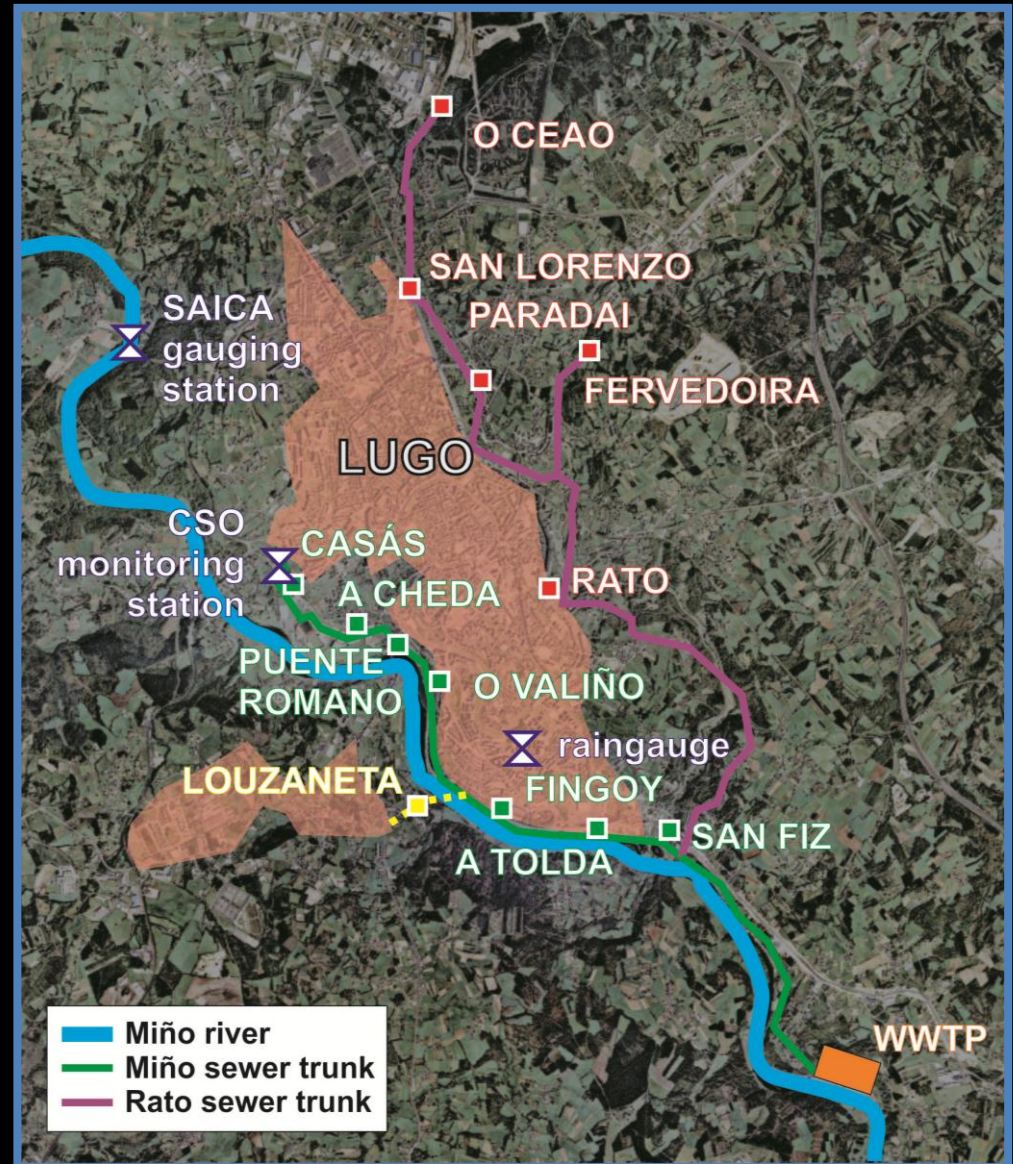 O CEAO
SAN LORENZO
PARADAI
SAICA
gauging
station
FERVEDOIRA
LUGO
CSO
monitoring
station
CASÁS
A CHEDA
RATO
PUENTE
ROMANO
O VALIÑO
raingauge
LOUZANETA
FINGOY
A TOLDA
SAN FIZ
WWTP
Miño river
Miño sewer trunk
Rato sewer trunk